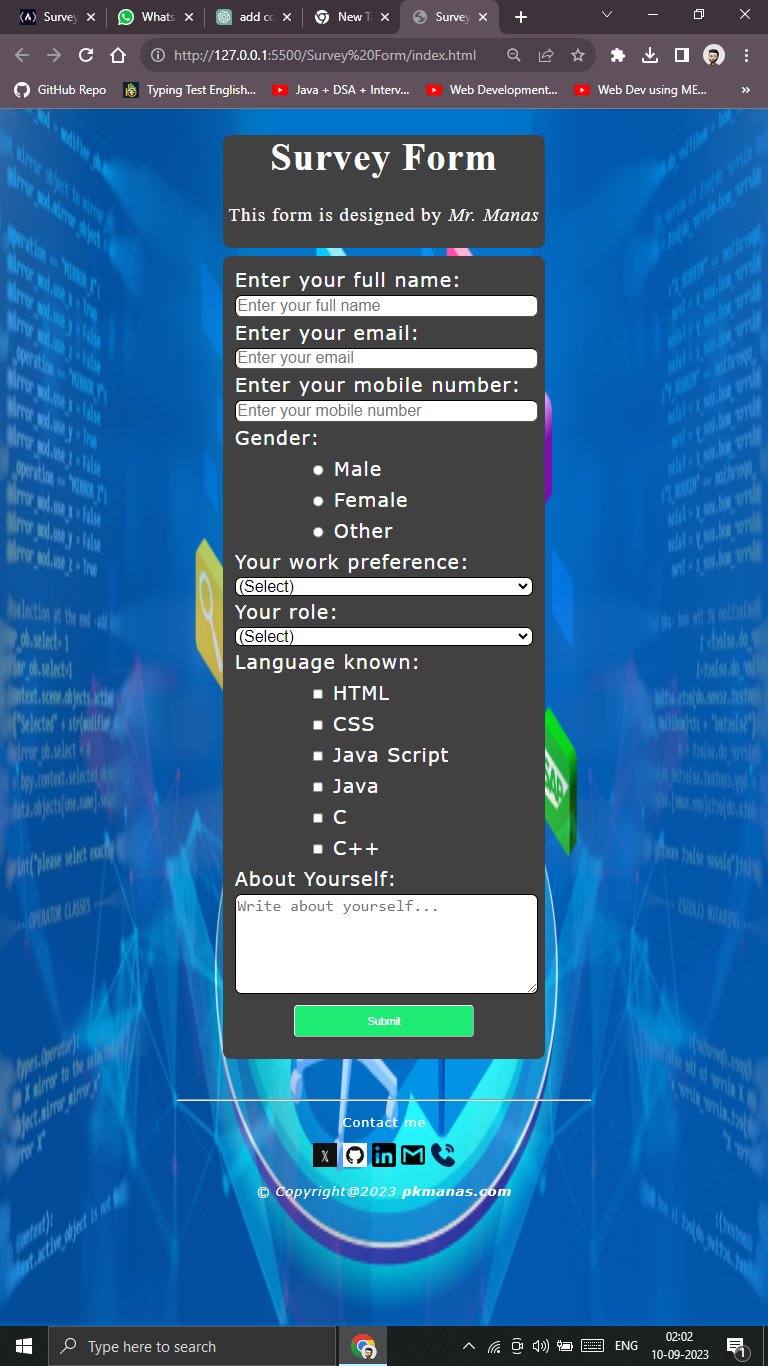 Survey
Whats
add cc
New T
Survey
http://127.0.0.1:5500/Survey%20Form/index.html
GitHub Repo
Typing Test English...
Java + DSA + Interv...
Web Development...
Web Dev using ME...
»
Survey Form
This form is designed by Mr. Manas
Enter your full name:
Enter your full name
Enter your email:
Enter your email
Enter your mobile number:
Enter your mobile number
Gender:
Male
Female
Other
Your work preference:
(Select)
Your role:
(Select)
Language known:
HTML
CSS
Java Script
Java
C
C++
About Yourself:
Write about yourself...
Submit
Contact me
© Copyright@2023 pkmanas.com
Type here to search
ENG
02:02
10-09-2023
1